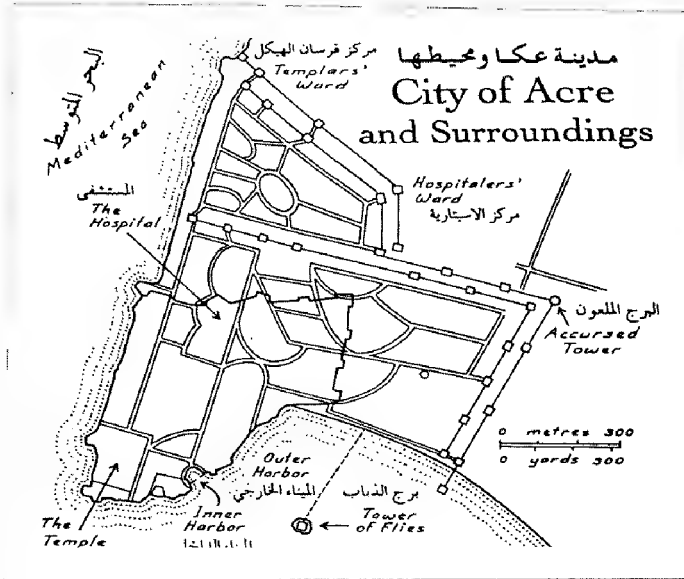 مدينة عكا ومحيطها
City of Acre
and Surroundings
مركز فرسان الهيكل
Templars'
Ward
البحر المتوسط
Mediterranean
Sea
Hospitalers'
Ward
مركز الاسبتارية
المستشفى
The
Hospital
البرج الملعون
Accursed
Tower
0 metres 300
0 yards 300
Outer
Harbor
الميناء الخارجي
برج الذباب
Tower
of Flies
Inner
Harbor
The
Temple